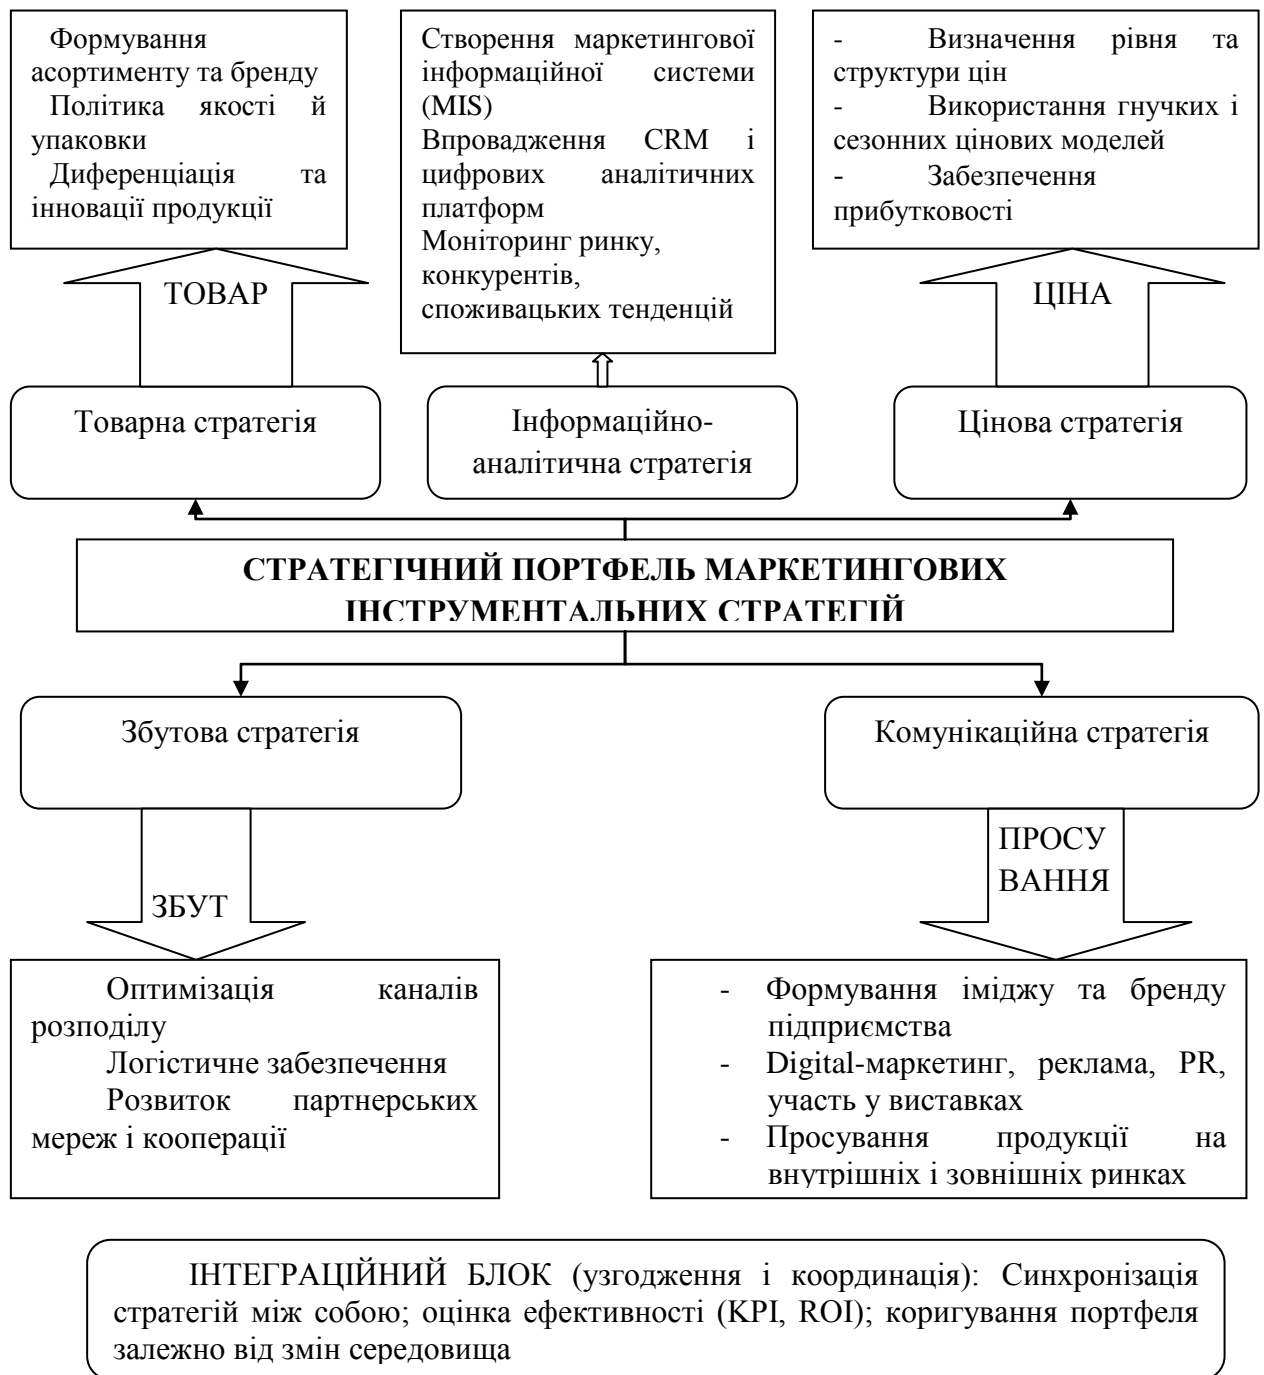 Формування
асортименту та бренду
Політика якості й
упаковки
Диференціація та
інновації продукції
Створення маркетингової
інформаційної системи
(MIS)
Впровадження CRM і
цифрових аналітичних
платформ
Моніторинг ринку,
конкурентів,
споживацьких тенденцій
- Визначення рівня та
структури цін
- Використання гнучких і
сезонних цінових моделей
- Забезпечення
прибутковості
ТОВАР
ЦІНА
Товарна стратегія
Інформаційно-
аналітична стратегія
Цінова стратегія
СТРАТЕГІЧНИЙ ПОРТФЕЛЬ МАРКЕТИНГОВИХ
ІНСТРУМЕНТАЛЬНИХ СТРАТЕГІЙ
Збутова стратегія
Комунікаційна стратегія
ЗБУТ
ПРОСУ
ВАННЯ
Оптимізація каналів
розподілу
Логістичне забезпечення
Розвиток партнерських
мереж і кооперації
- Формування іміджу та бренду
підприємства
- Digital-маркетинг, реклама, PR,
участь у виставках
- Просування продукції на
внутрішніх і зовнішніх ринках
ІНТЕГРАЦІЙНИЙ БЛОК (узгодження і координація): Синхронізація
стратегій між собою; оцінка ефективності (KPI, ROI); коригування портфеля
залежно від змін середовища